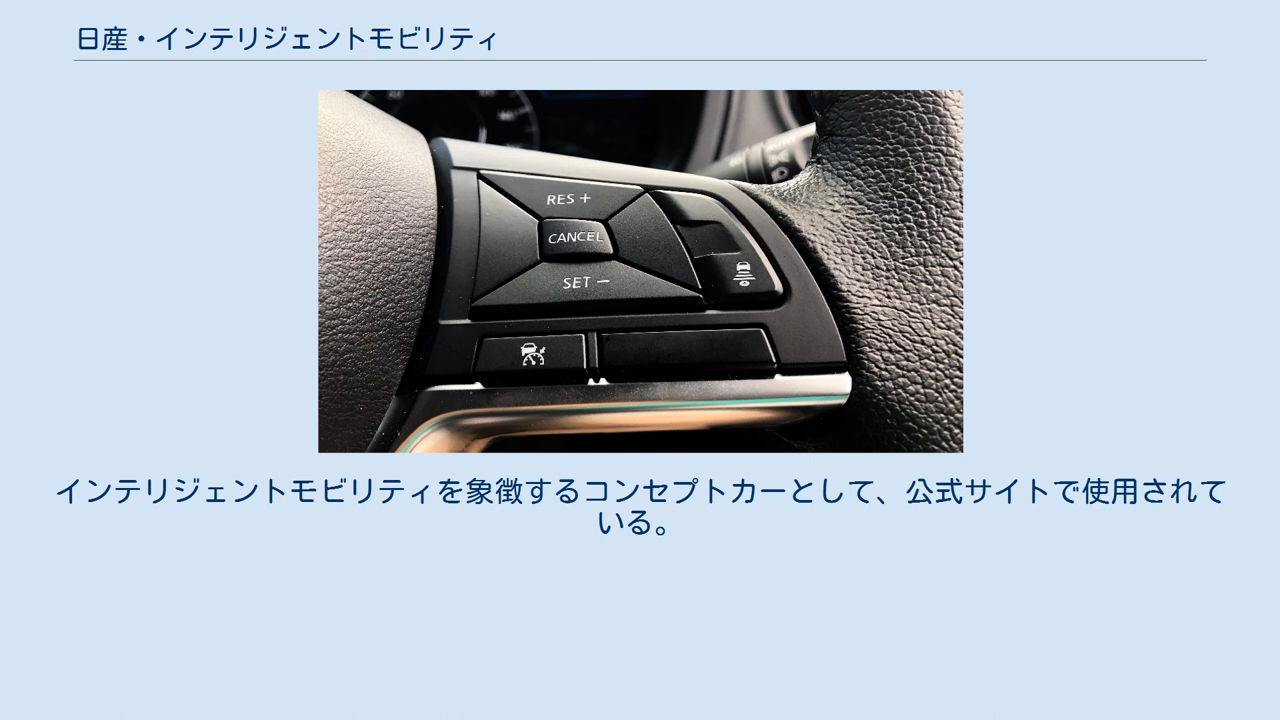 日産・インテリジェントモビリティ
RES +
CANCEL
SET −
インテリジェントモビリティを象徴するコンセプトカーとして、公式サイトで使用されて
いる。